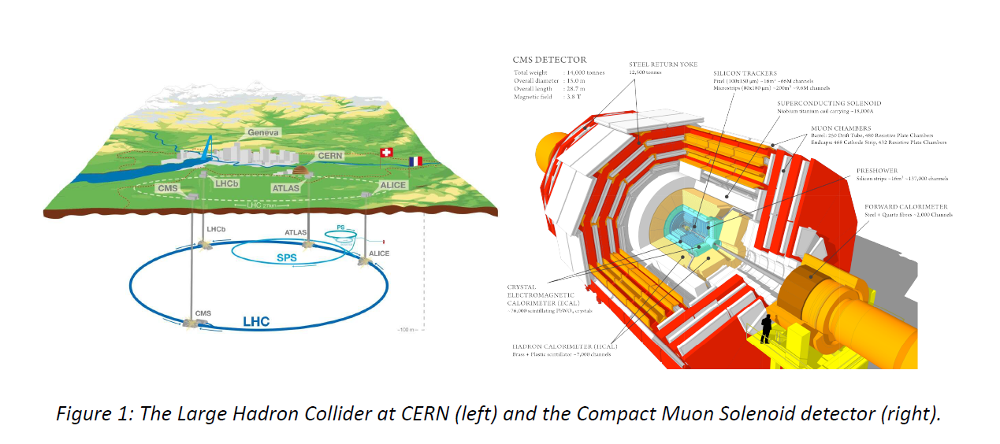 Geneva
CERN
LHCb
CMS
ATLAS
ALICE
LHC 27km
LHCb
ATLAS
PS
SPS
ALICE
CMS
LHC
~100 m
CMS DETECTOR
Total weight : 14,000 tonnes
Overall diameter : 15.0 m
Overall length : 28.7 m
Magnetic field : 3.8 T
STEEL RETURN YOKE
12,500 tonnes
SILICON TRACKERS
Pixel (100x150 μm) ~16m² ~66M channels
Microstrips (80x180 μm) ~200m² ~9.6M channels
SUPERCONDUCTING SOLENOID
Niobium titanium coil carrying ~18,000A
MUON CHAMBERS
Barrel: 250 Drift Tube, 480 Resistive Plate Chambers
Endcaps: 468 Cathode Strip, 432 Resistive Plate Chambers
PRESHOWER
Silicon strips ~16m² ~137,000 channels
FORWARD CALORIMETER
Steel + Quartz fibres ~2,000 Channels
CRYSTAL
ELECTROMAGNETIC
CALORIMETER (ECAL)
~76,000 scintillating PbWO₄ crystals
HADRON CALORIMETER (HCAL)
Brass + Plastic scintillator ~7,000 channels
Figure 1: The Large Hadron Collider at CERN (left) and the Compact Muon Solenoid detector (right).